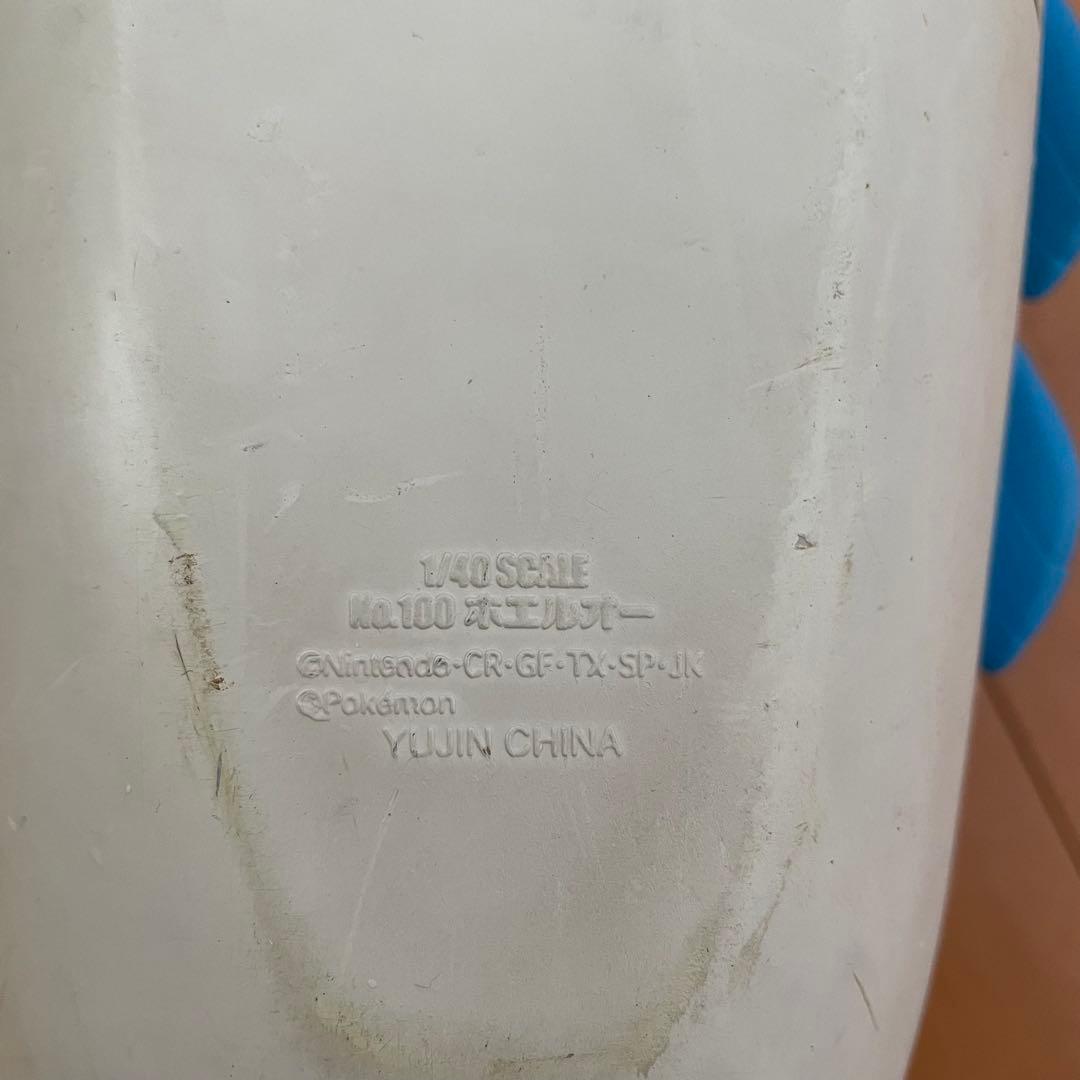 1/40 SCALE
No.100 ホエルオー
©Nintendo・CR・GF・TX・SP・JK
©Pokémon
YUJIN CHINA